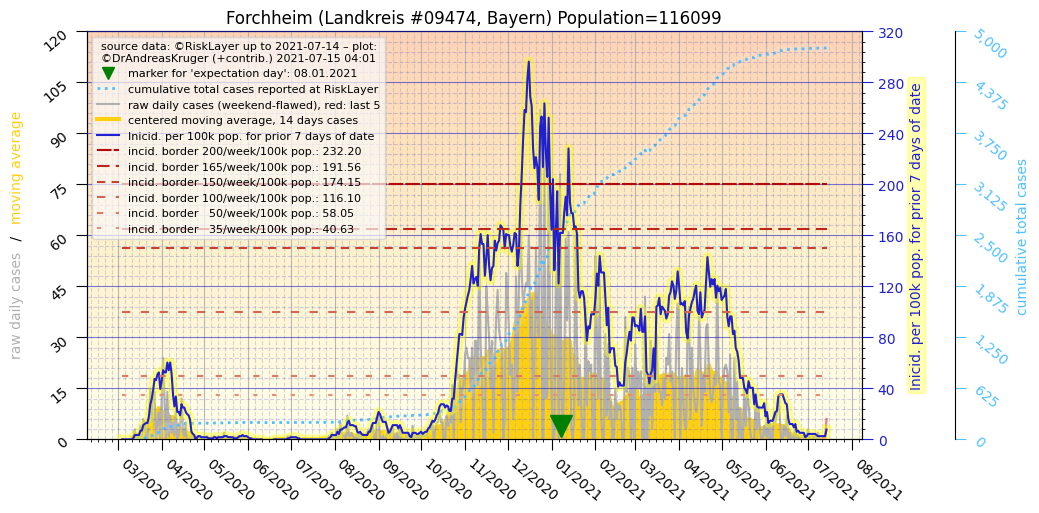 Forchheim (Landkreis #09474, Bayern) Population=116099
source data: ©RiskLayer up to 2021-07-14 – plot:
©DrAndreasKruger (+contrib.) 2021-07-15 04:01
marker for 'expectation day': 08.01.2021
cumulative total cases reported at RiskLayer
raw daily cases (weekend-flawed), red: last 5
centered moving average, 14 days cases
Inicid. per 100k pop. for prior 7 days of date
incid. border 200/week/100k pop.: 232.20
incid. border 165/week/100k pop.: 191.56
incid. border 150/week/100k pop.: 174.15
incid. border 100/week/100k pop.: 116.10
incid. border   50/week/100k pop.: 58.05
incid. border   35/week/100k pop.: 40.63
raw daily cases / moving average
120
105
90
75
60
45
30
15
0
03/2020
04/2020
05/2020
06/2020
07/2020
08/2020
09/2020
10/2020
11/2020
12/2020
01/2021
02/2021
03/2021
04/2021
05/2021
06/2021
07/2021
08/2021
320
280
240
200
160
120
80
40
0
Inicid. per 100k pop. for prior 7 days of date
5,000
4,375
3,750
3,125
2,500
1,875
1,250
625
0
cumulative total cases